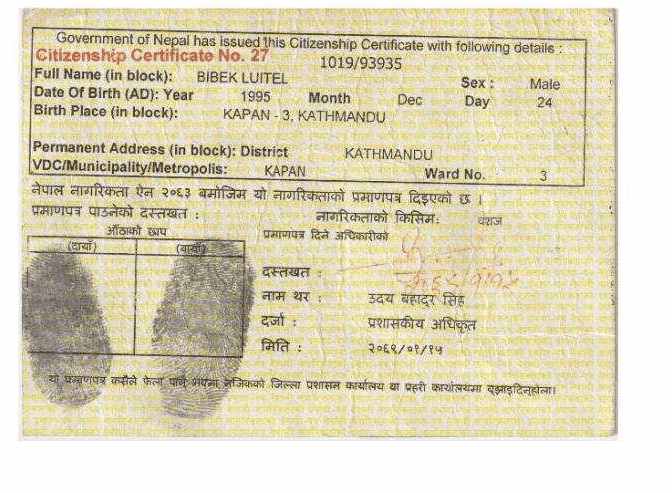 Government of Nepal has issued this Citizenship Certificate with following details :
Citizenship Certificate No. 27 1019/93935
Full Name (in block): BIBEK LUITEL Sex : Male
Date Of Birth (AD): Year 1995 Month Dec Day 24
Birth Place (in block): KAPAN - 3, KATHMANDU
Permanent Address (in block): District KATHMANDU
VDC/Municipality/Metropolis: KAPAN Ward No. 3
नेपाल नागरिकता ऐन २०६३ बमोजिम यो नागरिकताको प्रमाणपत्र दिइएको छ ।
प्रमाणपत्र पाउनेको दस्तखत : नागरिकताको किसिम: वंशज
औंठाको छाप प्रमाणपत्र दिने अधिकारीको
(दायाँ) (बायाँ)
दस्तखत :
नाम थर : उदय बहादुर सिंह
दर्जा : प्रशासकीय अधिकृत
मिति : २०६९/०९/१५
यो प्रमाणपत्र कसैले फेला पारे नजिकको जिल्ला प्रशासन कार्यालय या प्रहरी कार्यालयमा बुझाइदिनुहोला।